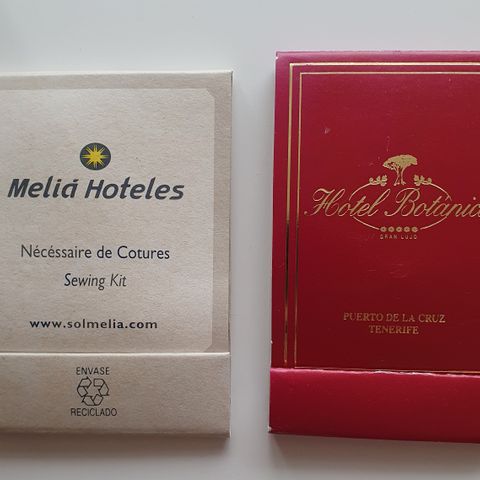 Meliá Hoteles
Nécéssaire de Cotures
Sewing Kit
www.solmelia.com
ENVASE
RECICLADO
Hotel Botánic
GRAN LUJO
PUERTO DE LA CRUZ
TENERIFE